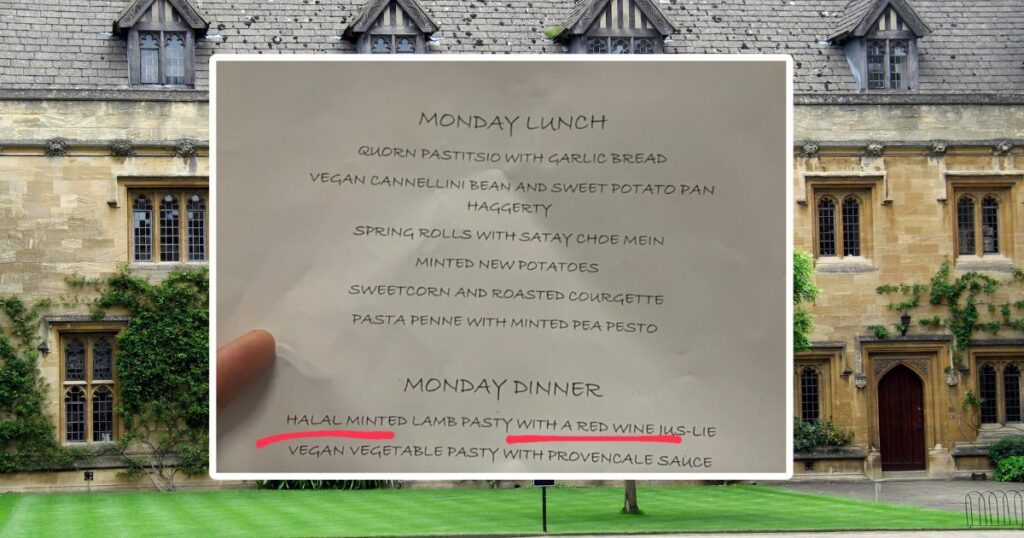 MONDAY LUNCH
QUORN PASTITSIO WITH GARLIC BREAD
VEGAN CANNELLINI BEAN AND SWEET POTATO PAN
HAGGERTY
SPRING ROLLS WITH SATAY CHOE MEIN
MINTED NEW POTATOES
SWEETCORN AND ROASTED COURGETTE
PASTA PENNE WITH MINTED PEA PESTO
MONDAY DINNER
HALAL MINTED LAMB PASTY WITH A RED WINE JUS-LIE
VEGAN VEGETABLE PASTY WITH PROVENCALE SAUCE